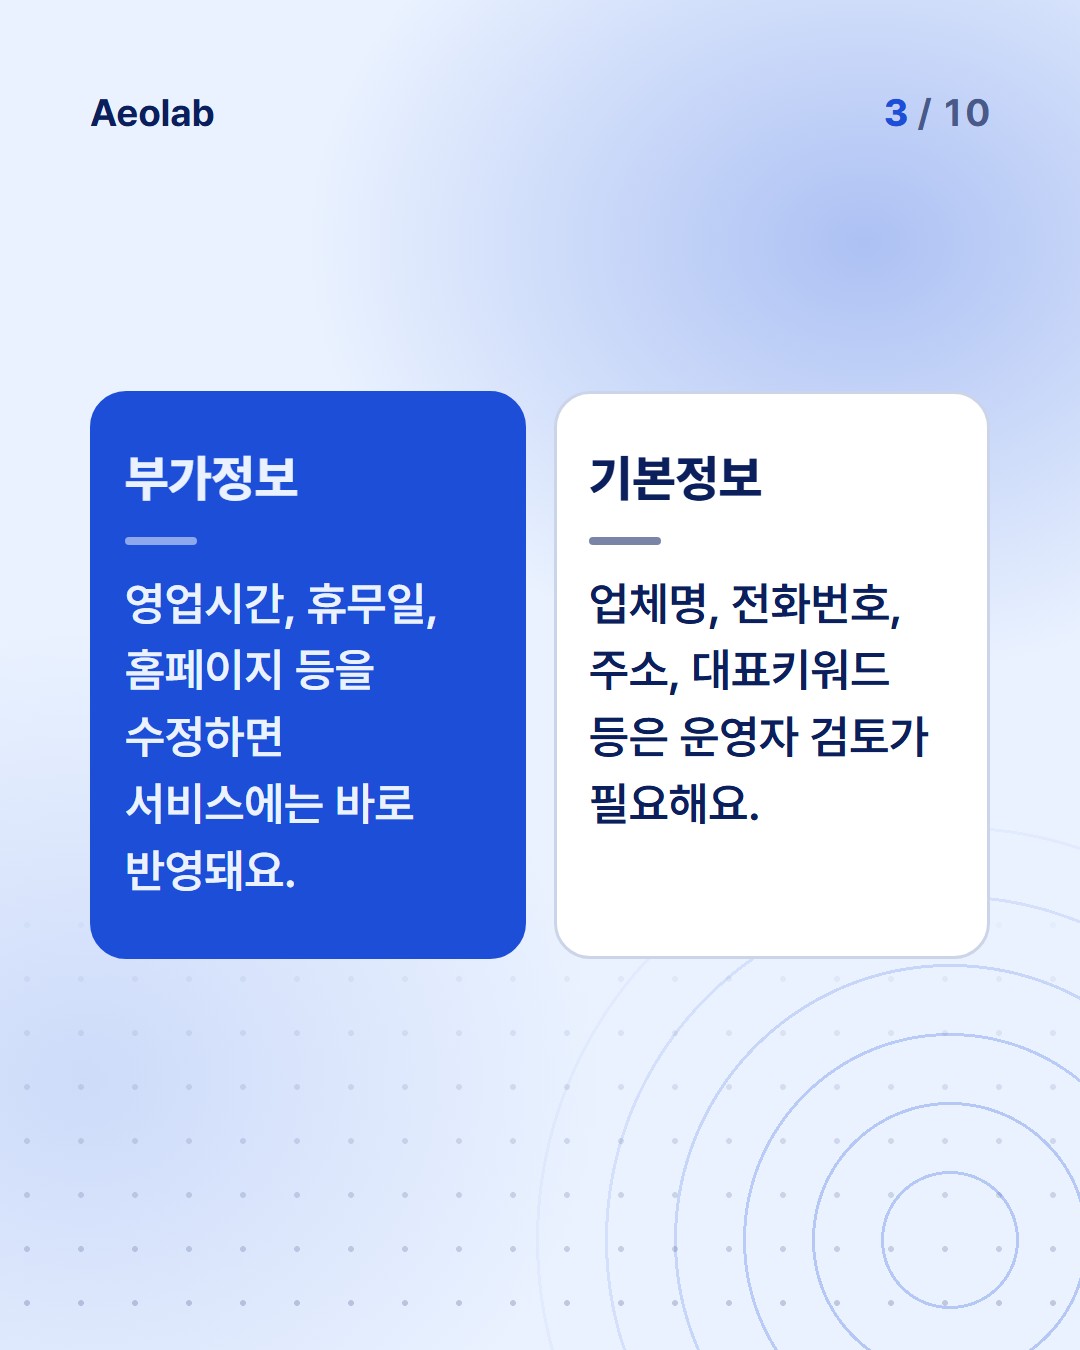 Aeolab
3 / 10
부가정보
영업시간, 휴무일,
홈페이지 등을
수정하면
서비스에는 바로
반영돼요.
기본정보
업체명, 전화번호,
주소, 대표키워드
등은 운영자 검토가
필요해요.